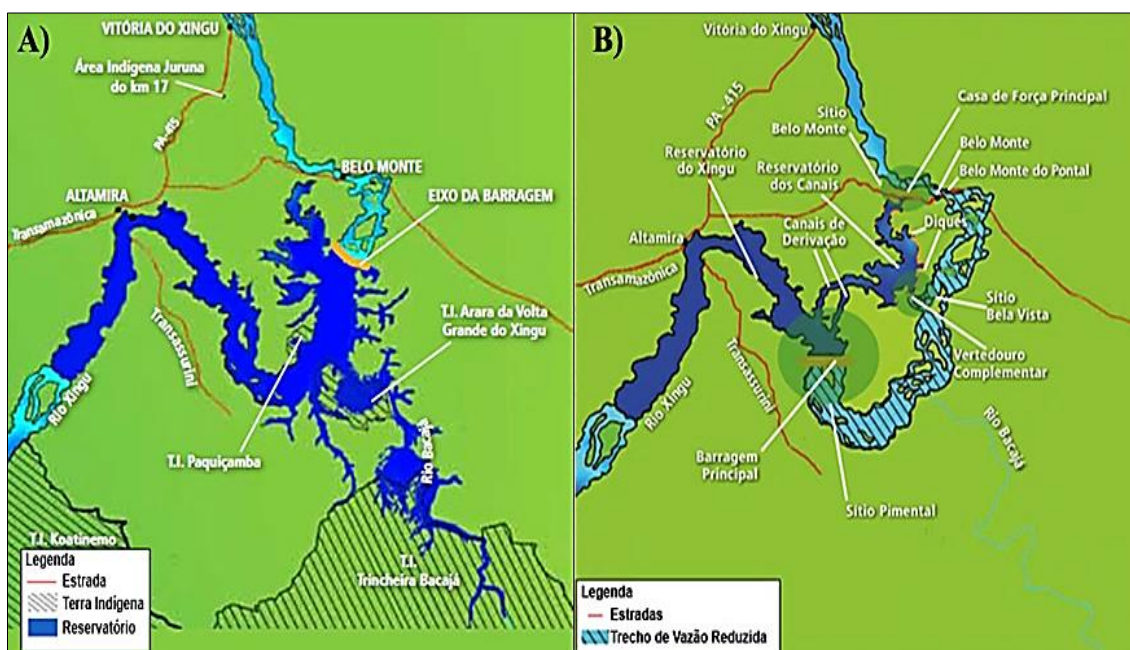 A)
VITÓRIA DO XINGU
Área Indígena Juruna
do km 17
PA-415
ALTAMIRA
BELO MONTE
EIXO DA BARRAGEM
Transamazônica
T.I. Arara da Volta
Grande do Xingu
Transassurini
Rio Xingu
T.I. Paquiçamba
Rio Bacajá
T.I. Koatinemo
T.I.
Trincheira Bacajá
Legenda
Estrada
Terra Indígena
Reservatório
B)
Vitória do Xingu
PA - 415
Casa de Força Principal
Sítio
Belo Monte
Reservatório
do Xingu
Reservatório
dos Canais
Belo Monte
Belo Monte do Pontal
Canais de
Derivação
Diques
Altamira
Transamazônica
Sítio
Bela Vista
Transassurini
Vertedouro
Complementar
Rio Xingu
Rio Bacajá
Barragem
Principal
Sítio Pimental
Legenda
Estradas
Trecho de Vazão Reduzida